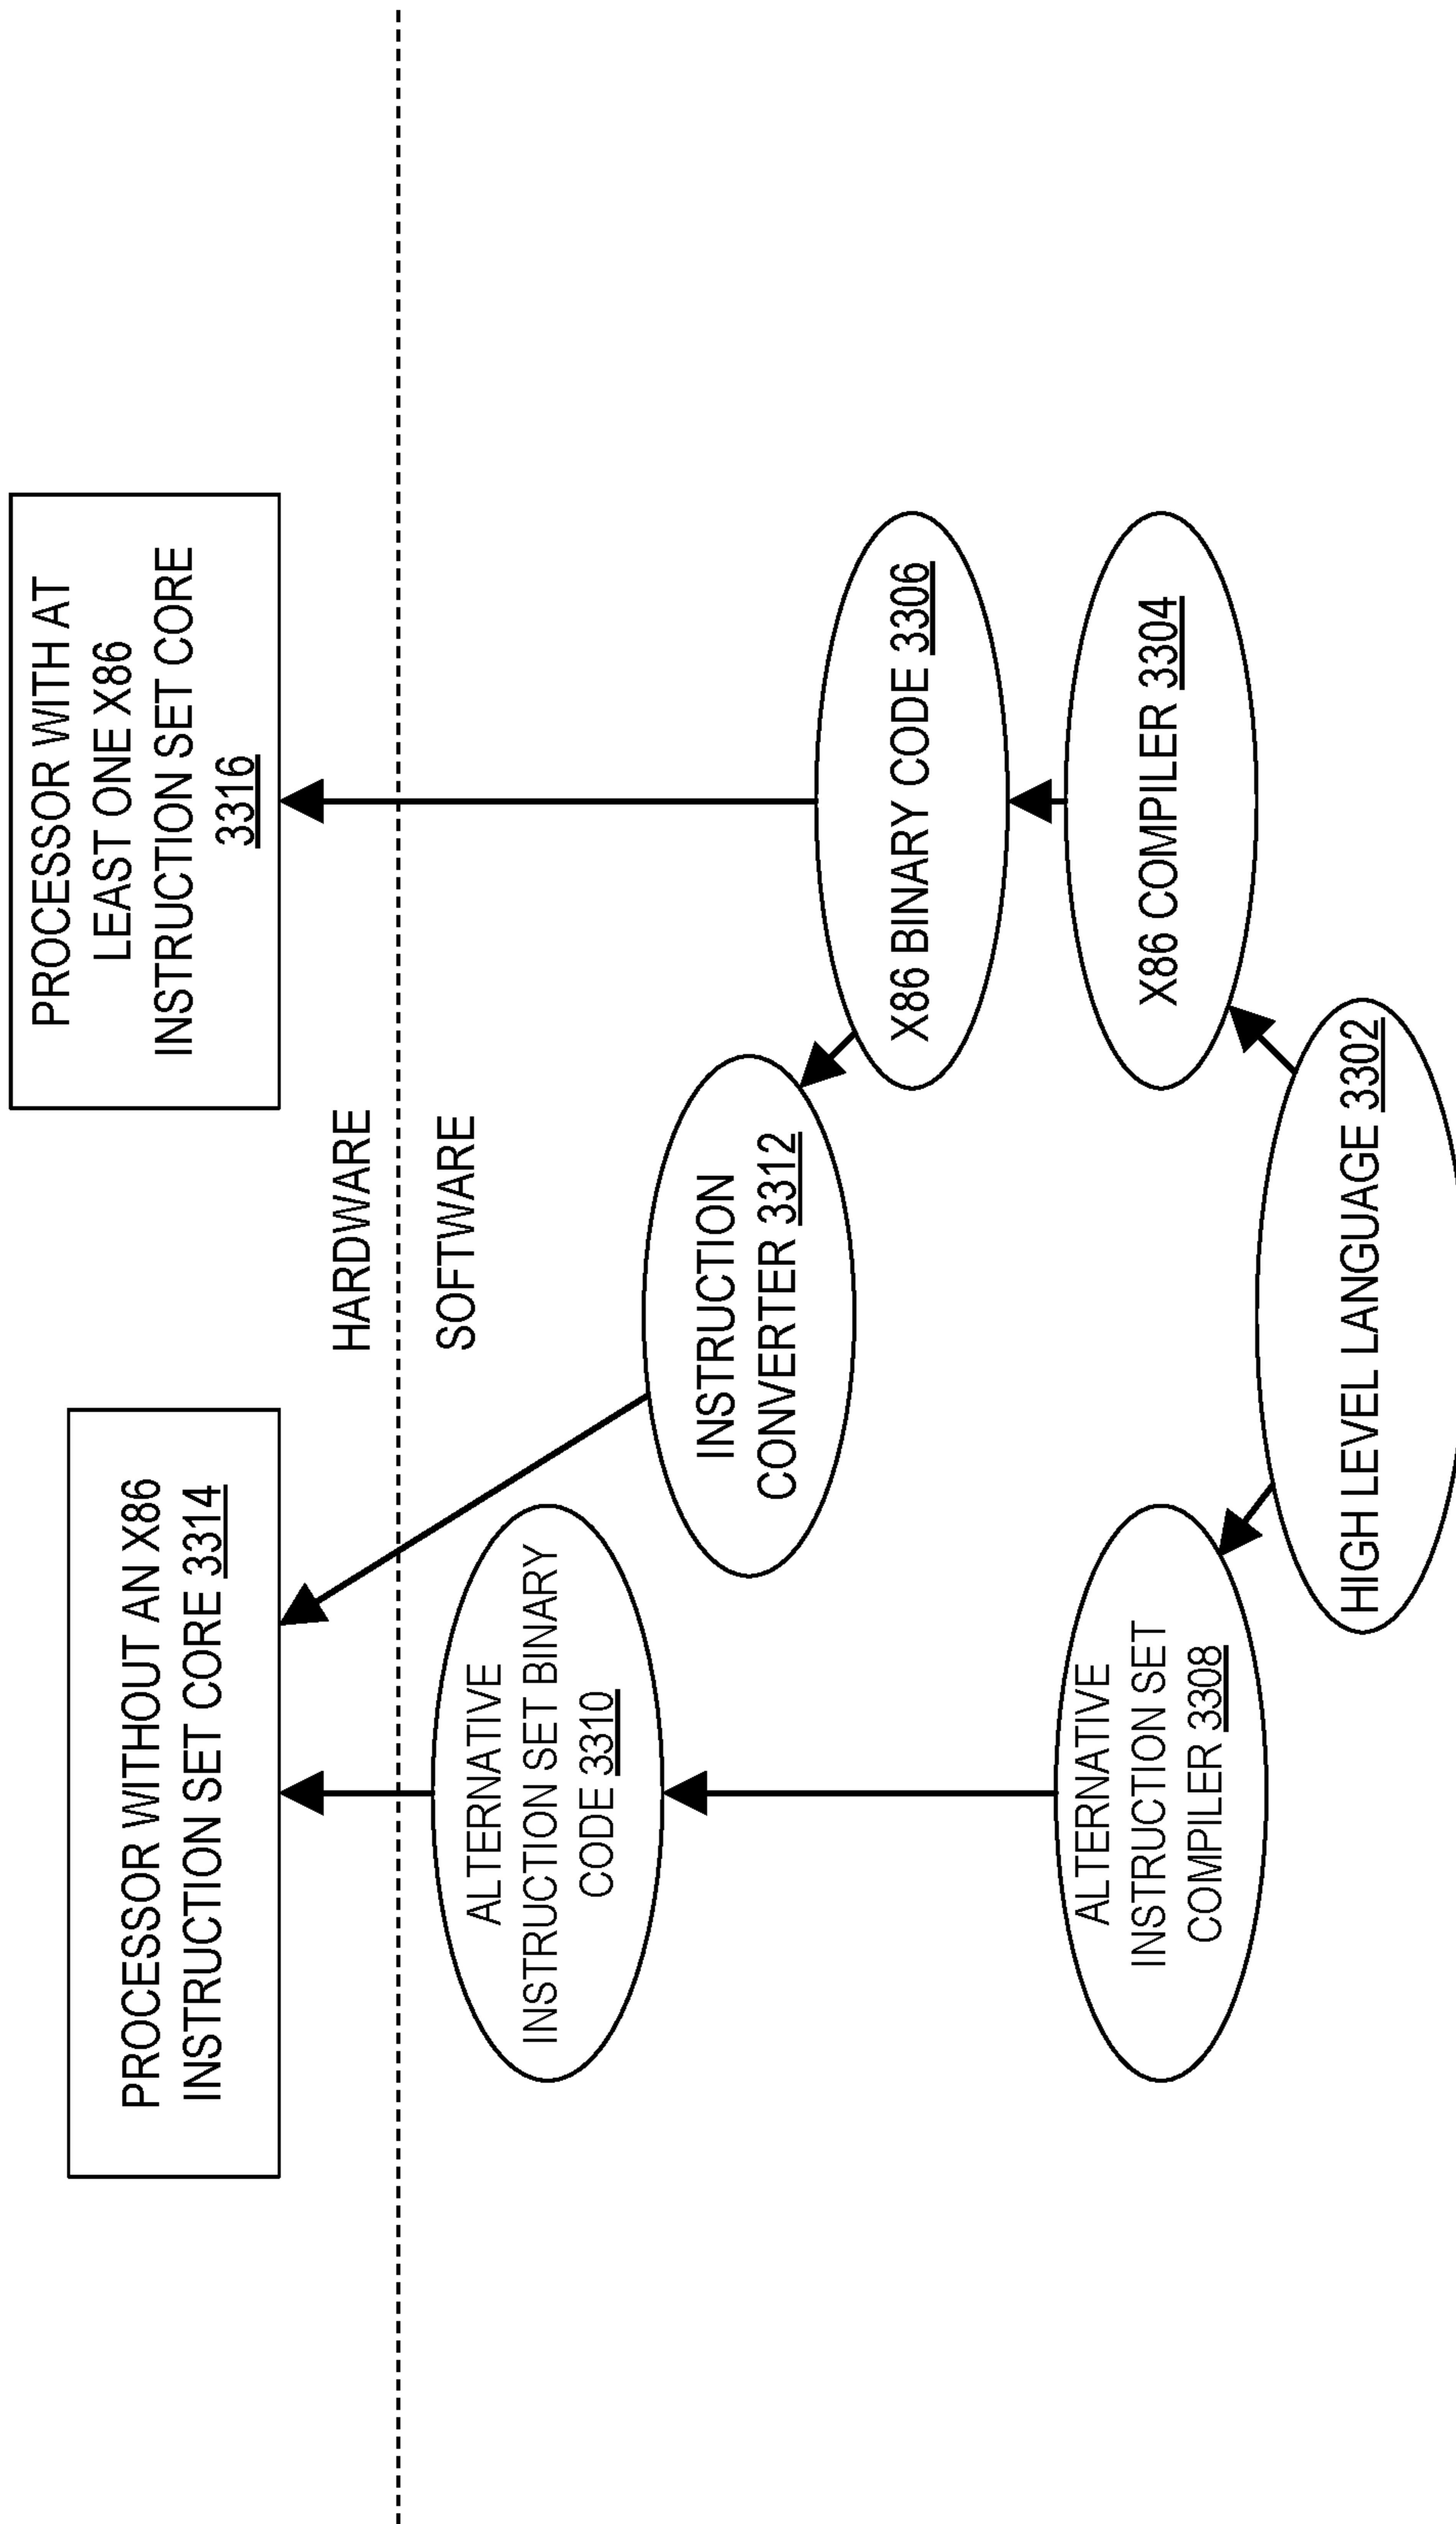 PROCESSOR WITHOUT AN X86
INSTRUCTION SET CORE 3314
PROCESSOR WITH AT
LEAST ONE X86
INSTRUCTION SET CORE
3316
HARDWARE
SOFTWARE
ALTERNATIVE
INSTRUCTION SET BINARY
CODE 3310
INSTRUCTION
CONVERTER 3312
X86 BINARY CODE 3306
ALTERNATIVE
INSTRUCTION SET
COMPILER 3308
X86 COMPILER 3304
HIGH LEVEL LANGUAGE 3302